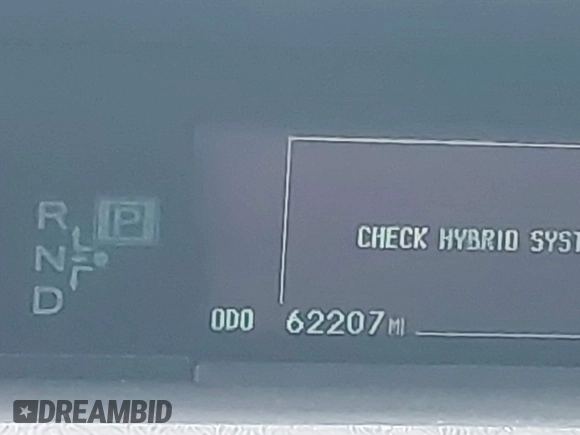 R P
N
D
CHECK HYBRID SYST
ODO 62207 MI
DREAMBID